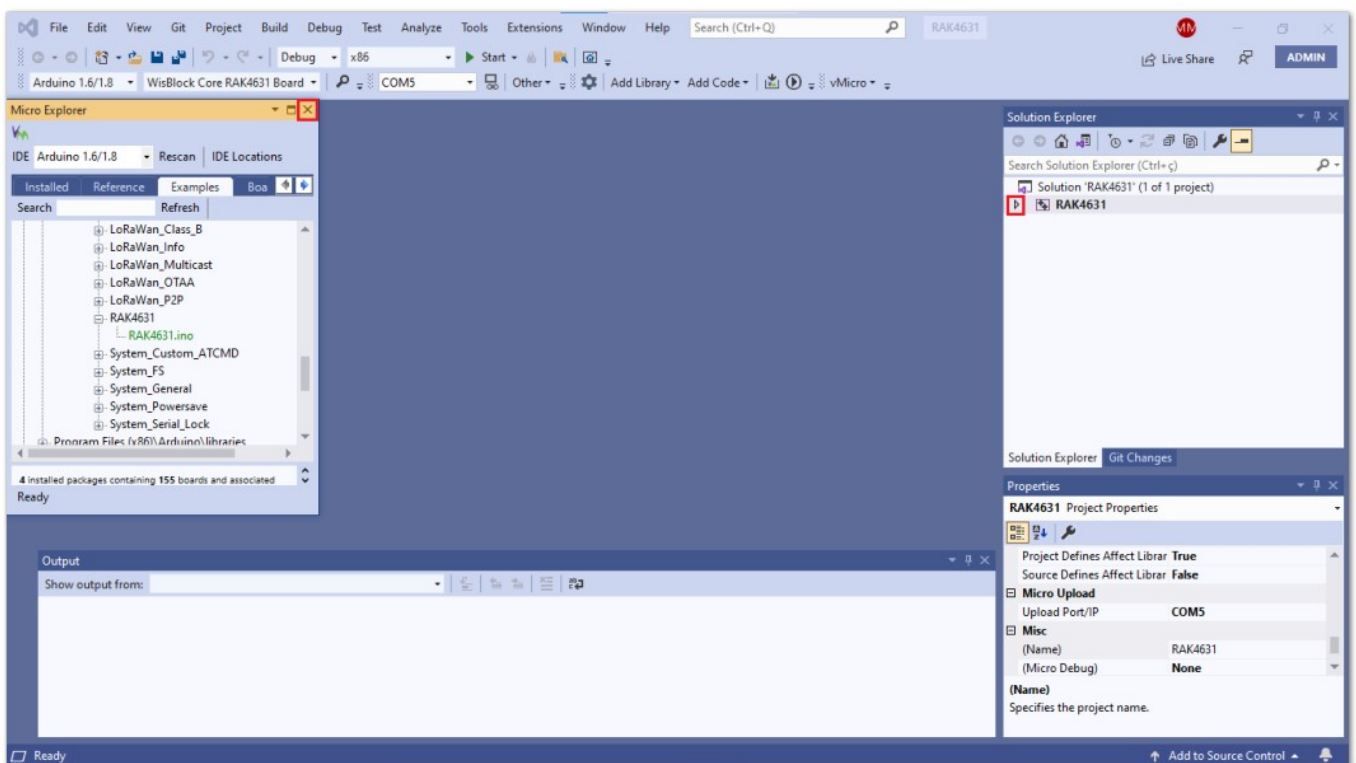 File Edit View Git Project Build Debug Test Analyze Tools Extensions Window Help Search (Ctrl+Q) RAK4631 MM
Debug x86 Start Live Share ADMIN
Arduino 1.6/1.8 WisBlock Core RAK4631 Board COM5 Other Add Library Add Code vMicro
Micro Explorer
IDE Arduino 1.6/1.8 Rescan IDE Locations
Installed Reference Examples Boa
Search Refresh
LoRaWan_Class_B
LoRaWan_Info
LoRaWan_Multicast
LoRaWan_OTAA
LoRaWan_P2P
RAK4631
RAK4631.ino
System_Custom_ATCMD
System_FS
System_General
System_Powersave
System_Serial_Lock
Program Files (x86)\Arduino\libraries
4 installed packages containing 155 boards and associated
Ready
Output
Show output from:
Solution Explorer
Search Solution Explorer (Ctrl+ç)
Solution 'RAK4631' (1 of 1 project)
RAK4631
Solution Explorer Git Changes
Properties
RAK4631 Project Properties
Project Defines Affect Librar True
Source Defines Affect Librar False
Micro Upload
Upload Port/IP COM5
Misc
(Name) RAK4631
(Micro Debug) None
(Name)
Specifies the project name.
Ready Add to Source Control